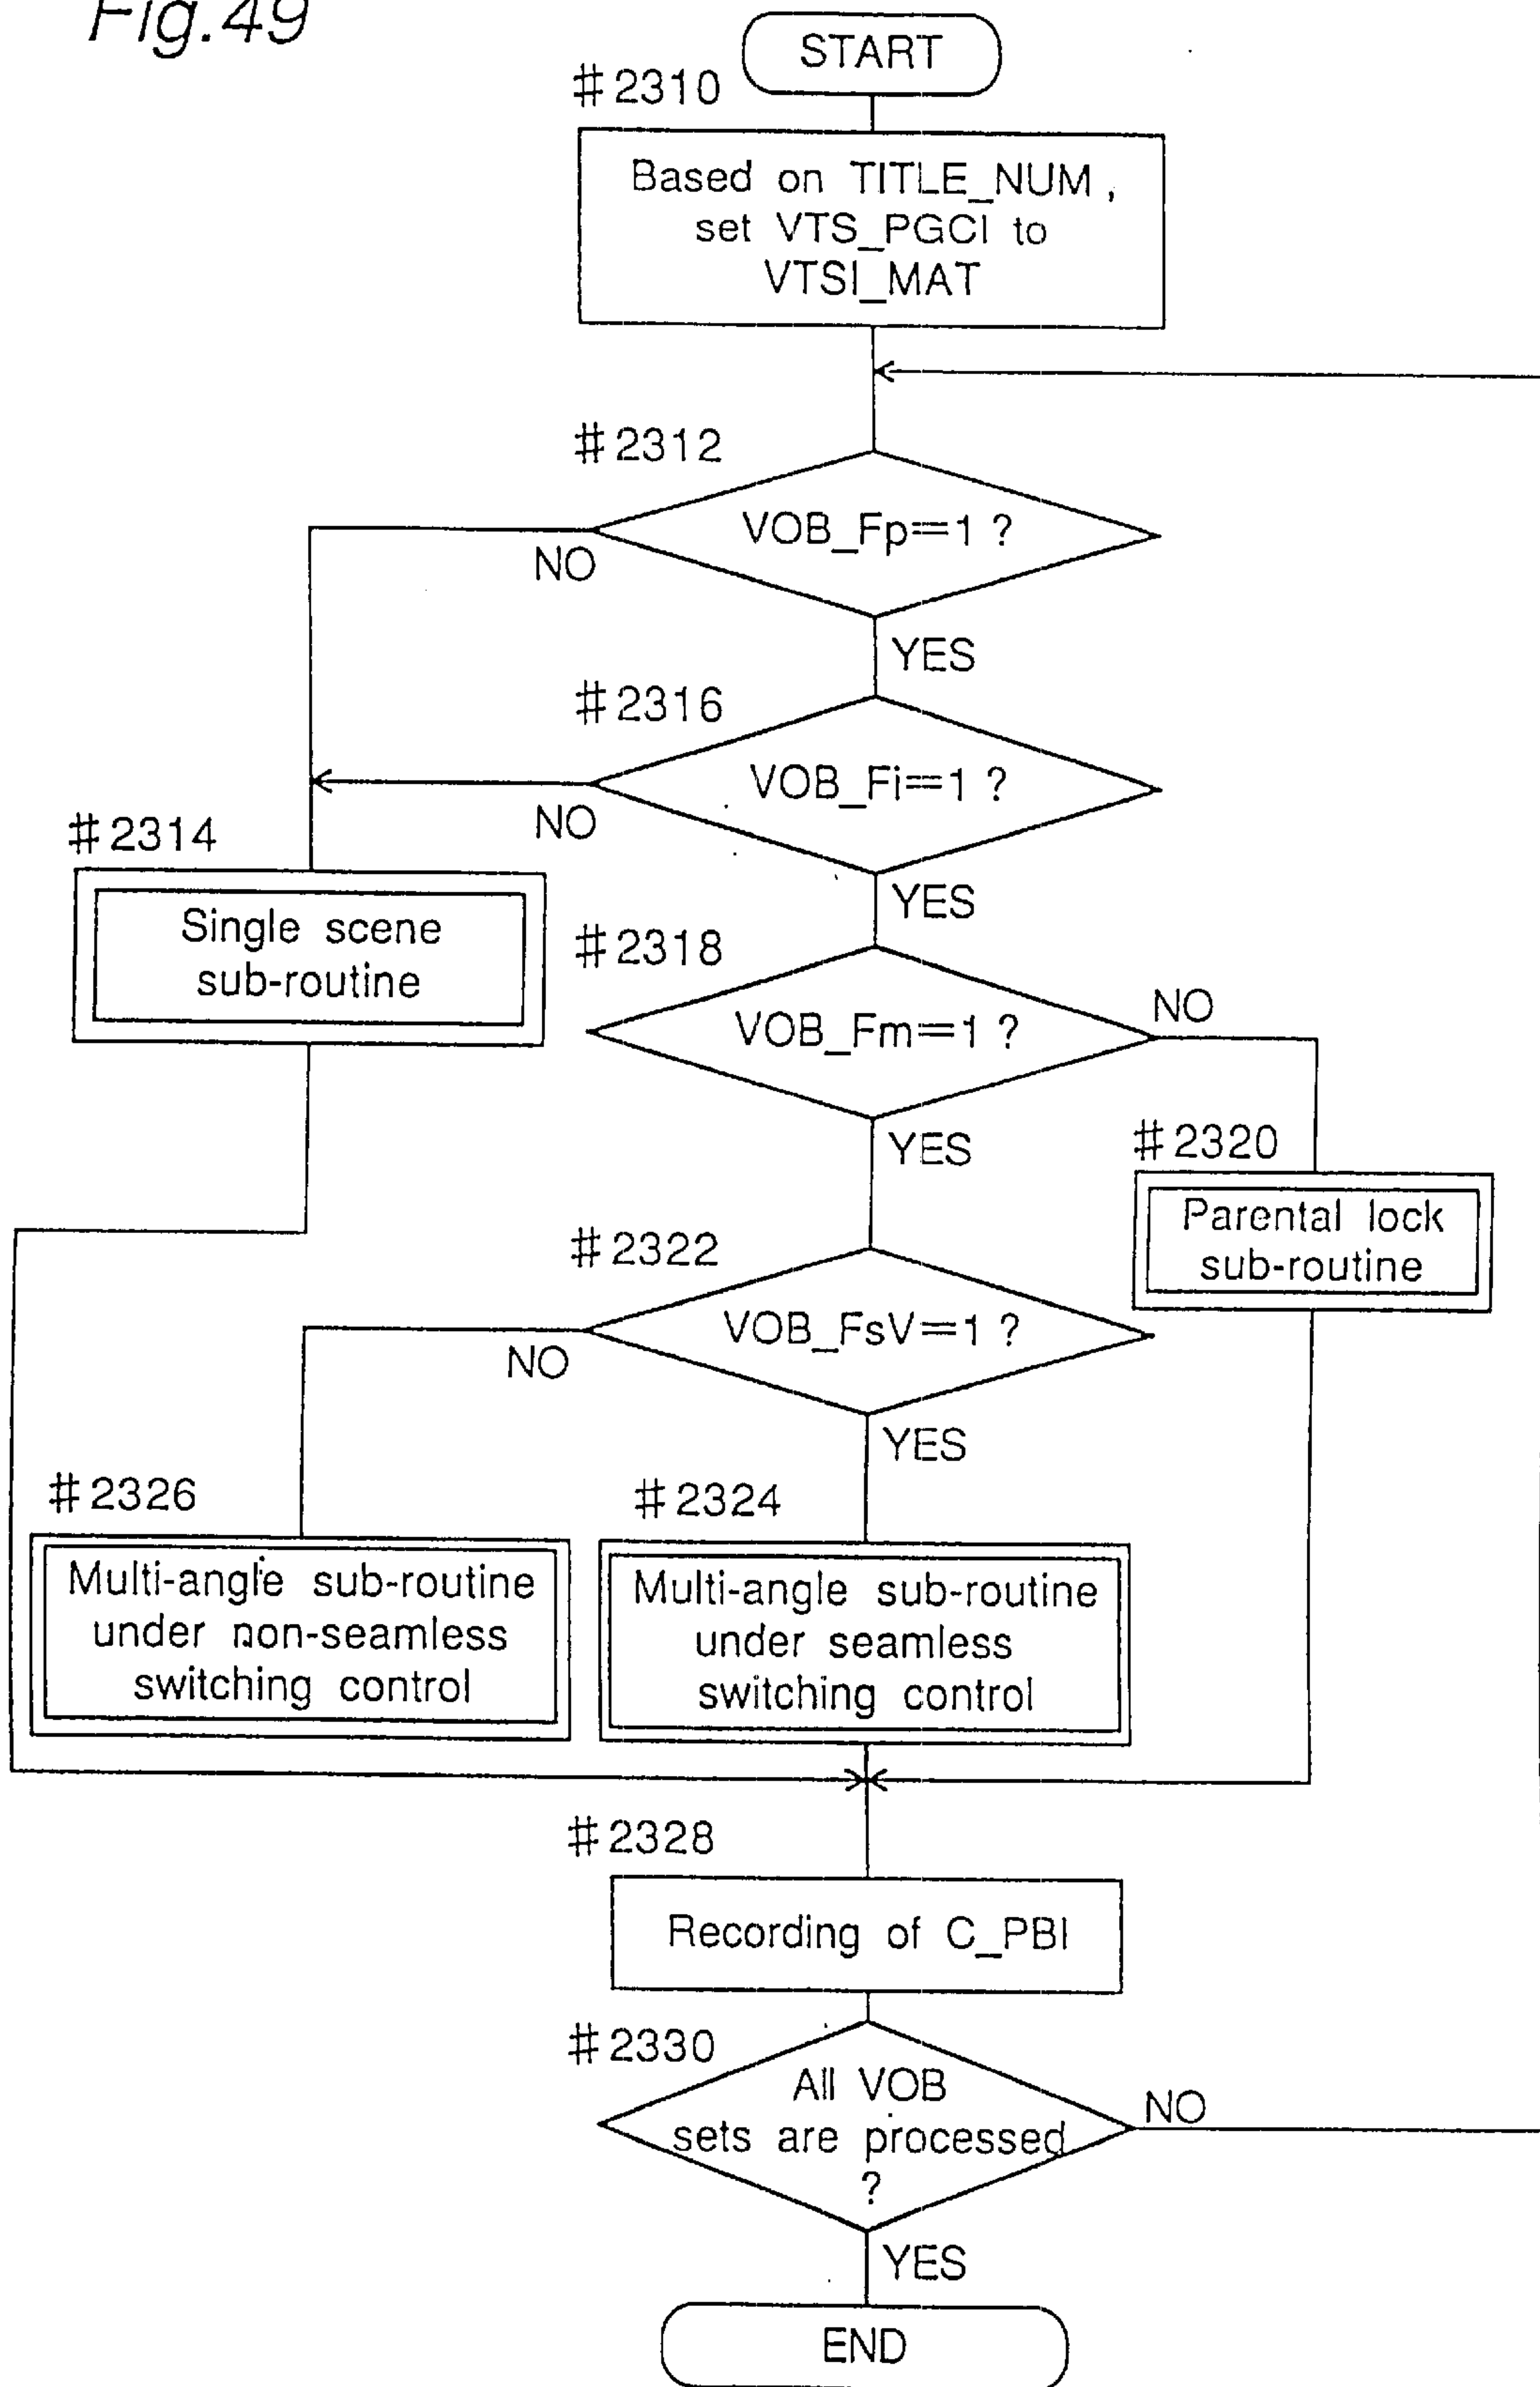 Fig.49
START
#2310
Based on TITLE_NUM,
set VTS_PGCI to
VTSI_MAT
#2312
VOB_Fp=1 ?
NO
YES
#2316
VOB_Fi=1 ?
NO
YES
#2314
Single scene
sub-routine
#2318
VOB_Fm=1 ?
NO
YES
#2320
Parental lock
sub-routine
#2322
VOB_FsV=1 ?
NO
YES
#2326
Multi-angle sub-routine
under non-seamless
switching control
#2324
Multi-angle sub-routine
under seamless
switching control
#2328
Recording of C_PBI
#2330
All VOB
sets are processed
?
NO
YES
END